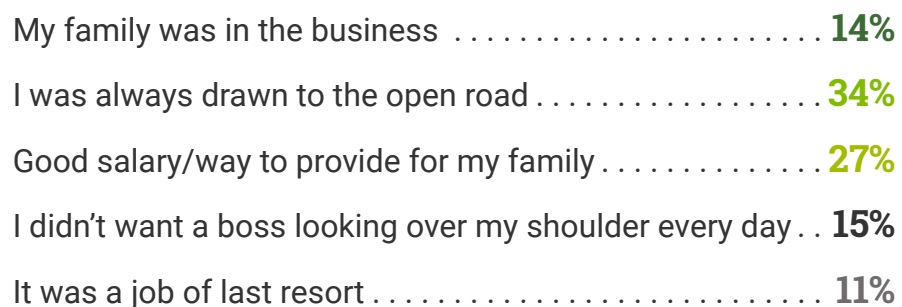 My family was in the business . . . . . . . . . . . . . . . . . . . . . . . 14%
I was always drawn to the open road . . . . . . . . . . . . . . . . . . 34%
Good salary/way to provide for my family . . . . . . . . . . . . . . 27%
I didn’t want a boss looking over my shoulder every day . . 15%
It was a job of last resort . . . . . . . . . . . . . . . . . . . . . . . . . . . . 11%